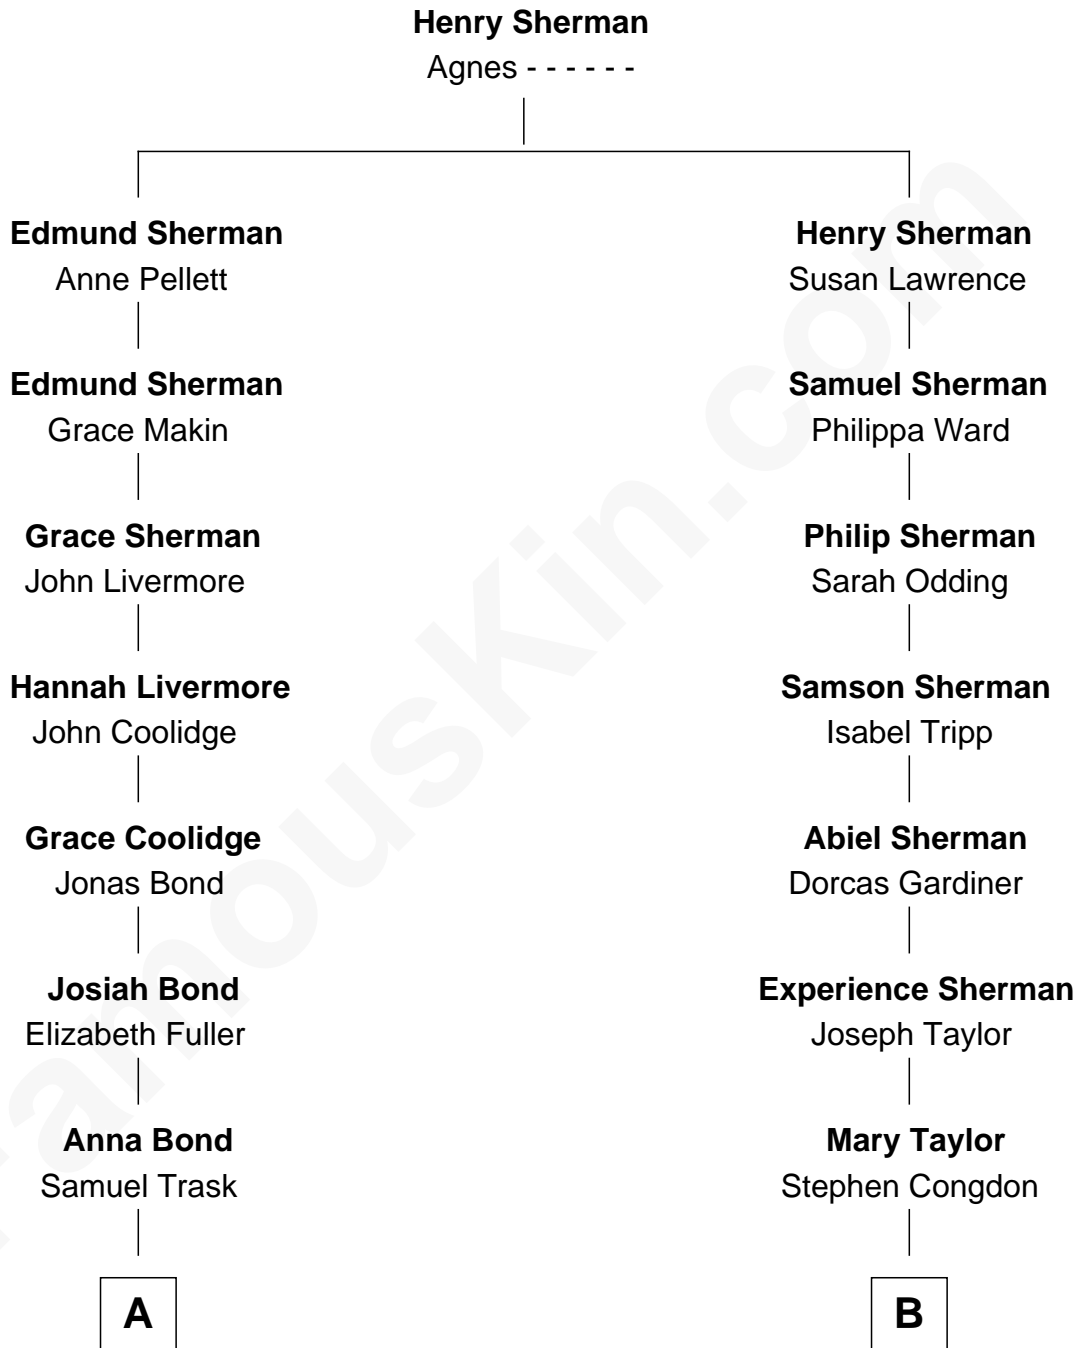 Henry Sherman
Agnes - - - - - -
Edmund Sherman
Anne Pellett
Henry Sherman
Susan Lawrence
Edmund Sherman
Grace Makin
Samuel Sherman
Philippa Ward
Grace Sherman
John Livermore
Philip Sherman
Sarah Odding
Hannah Livermore
John Coolidge
Samson Sherman
Isabel Tripp
Grace Coolidge
Jonas Bond
Abiel Sherman
Dorcas Gardiner
Josiah Bond
Elizabeth Fuller
Experience Sherman
Joseph Taylor
Anna Bond
Samuel Trask
Mary Taylor
Stephen Congdon
A
B
FamousKin.com